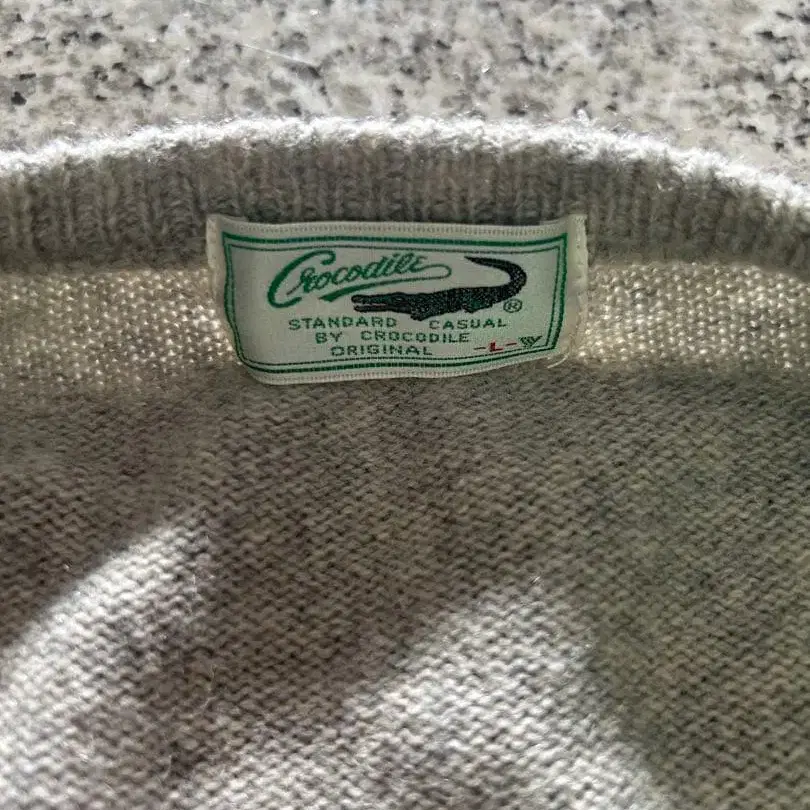 Crocodile
®
STANDARD CASUAL
BY CROCODILE
ORIGINAL -L-